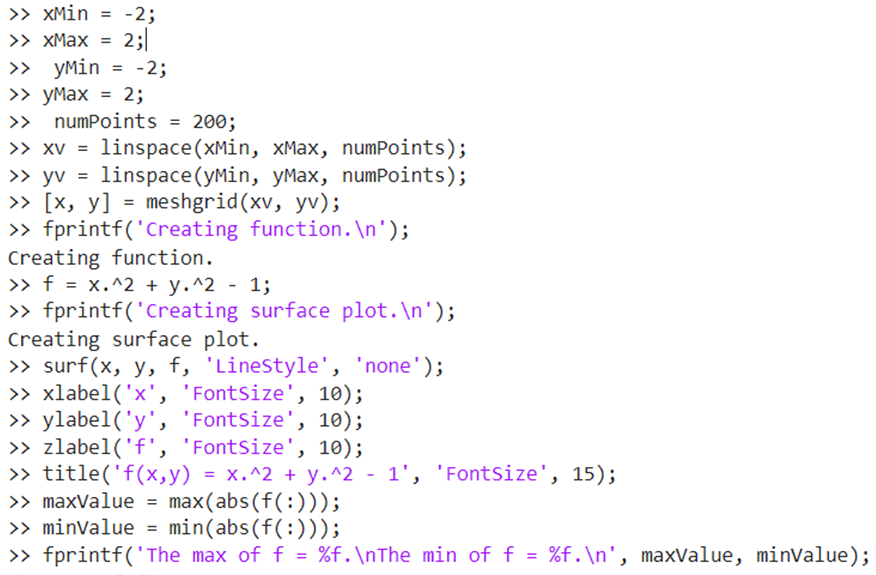 >> xMin = -2;
>> xMax = 2;
>>  yMin = -2;
>> yMax = 2;
>>  numPoints = 200;
>> xv = linspace(xMin, xMax, numPoints);
>> yv = linspace(yMin, yMax, numPoints);
>> [x, y] = meshgrid(xv, yv);
>> fprintf('Creating function.\n');
Creating function.
>> f = x.^2 + y.^2 - 1;
>> fprintf('Creating surface plot.\n');
Creating surface plot.
>> surf(x, y, f, 'LineStyle', 'none');
>> xlabel('x', 'FontSize', 10);
>> ylabel('y', 'FontSize', 10);
>> zlabel('f', 'FontSize', 10);
>> title('f(x,y) = x.^2 + y.^2 - 1', 'FontSize', 15);
>> maxValue = max(abs(f(:)));
>> minValue = min(abs(f(:)));
>> fprintf('The max of f = %f.\nThe min of f = %f.\n', maxValue, minValue);